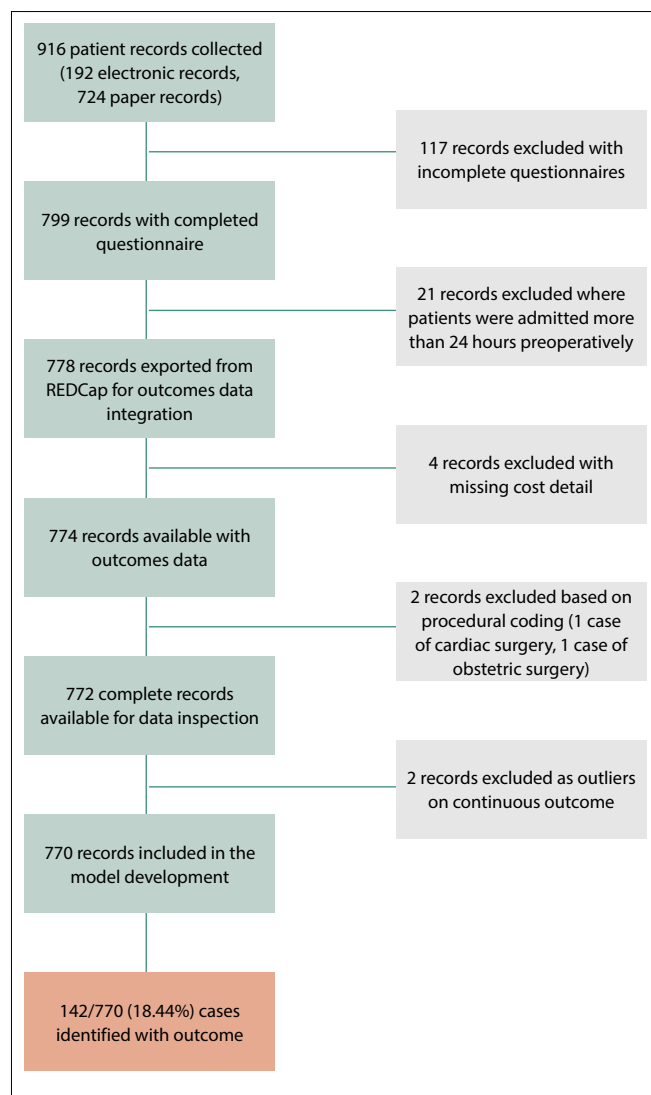 916 patient records collected
(192 electronic records,
724 paper records)
117 records excluded with
incomplete questionnaires
799 records with completed
questionnaire
21 records excluded where
patients were admitted more
than 24 hours preoperatively
778 records exported from
REDCap for outcomes data
integration
4 records excluded with
missing cost detail
774 records available with
outcomes data
2 records excluded based on
procedural coding (1 case
of cardiac surgery, 1 case of
obstetric surgery)
772 complete records
available for data inspection
2 records excluded as outliers
on continuous outcome
770 records included in the
model development
142/770 (18.44%) cases
identified with outcome